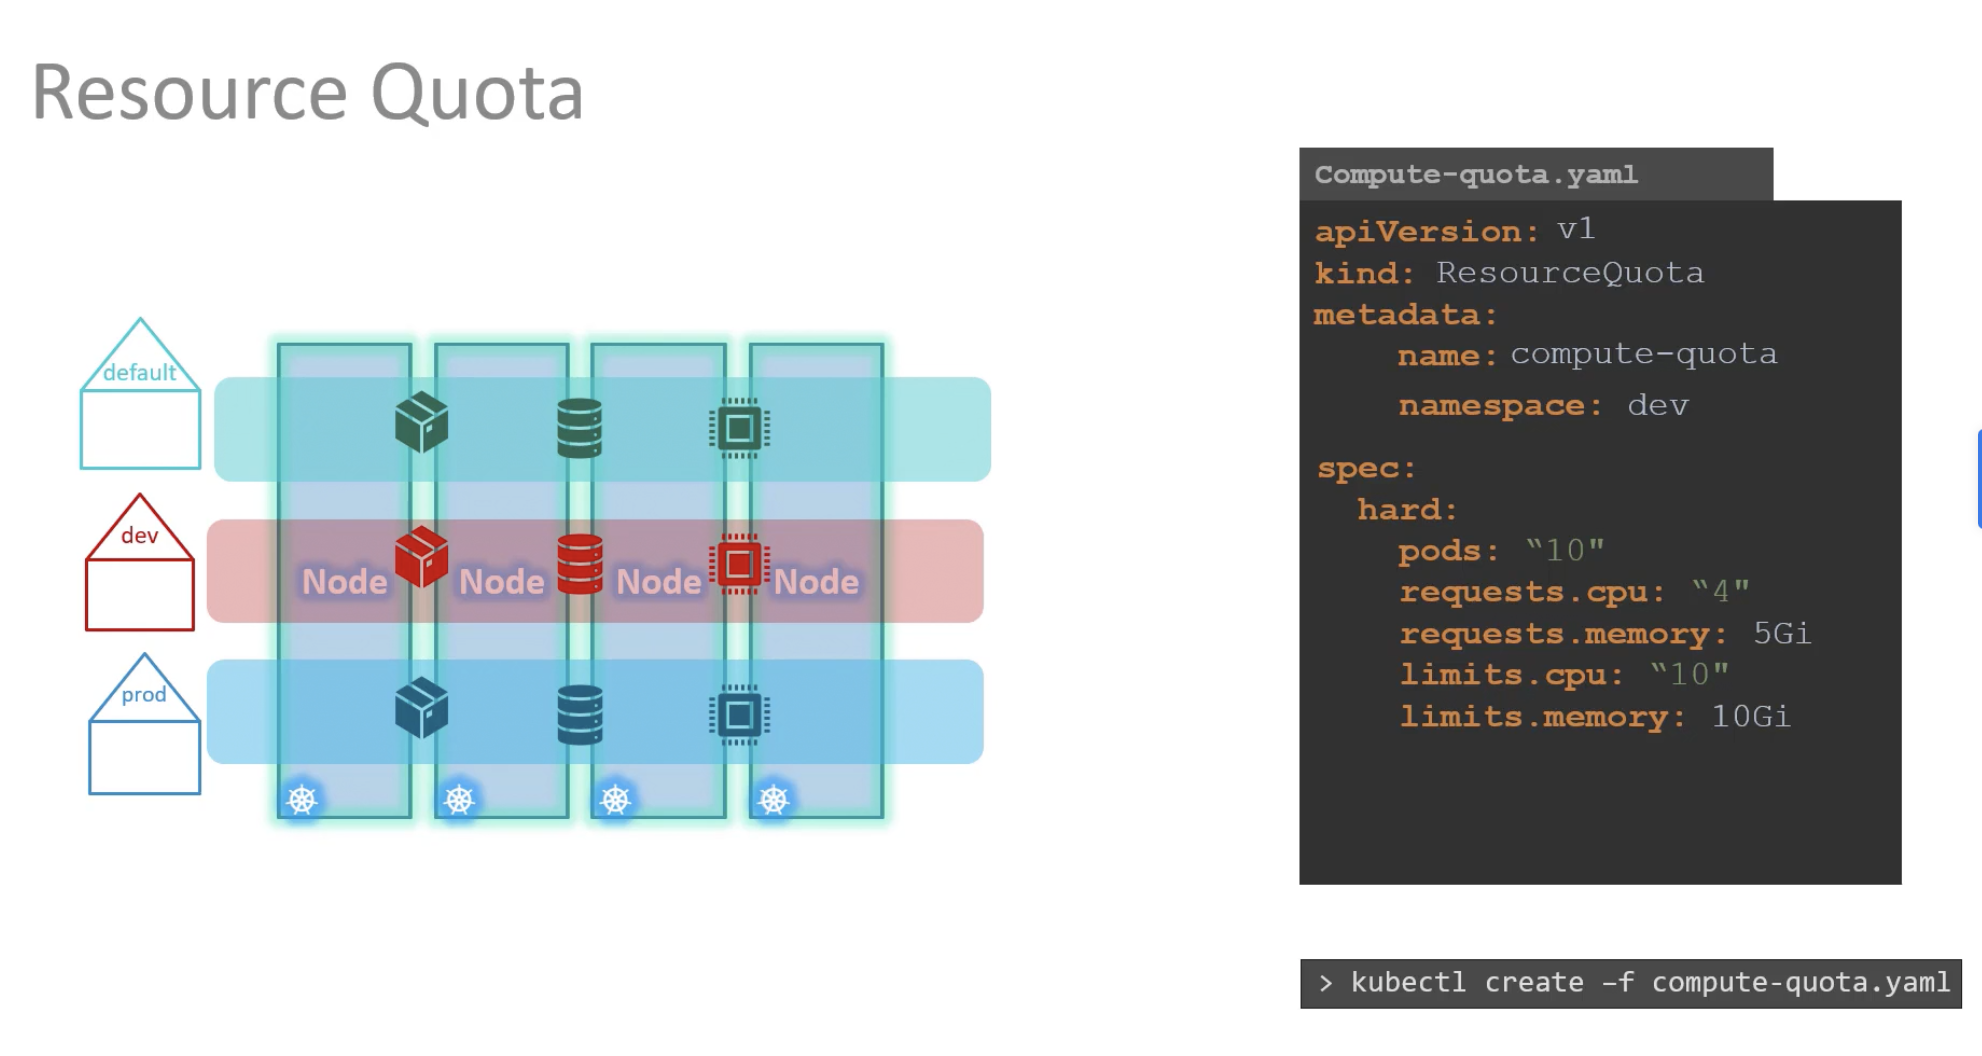 Resource Quota
default
dev
prod
Node Node Node Node
Compute-quota.yaml
apiVersion: v1
kind: ResourceQuota
metadata:
name: compute-quota
namespace: dev
spec:
hard:
pods: “10"
requests.cpu: “4"
requests.memory: 5Gi
limits.cpu: “10"
limits.memory: 10Gi
> kubectl create –f compute-quota.yaml